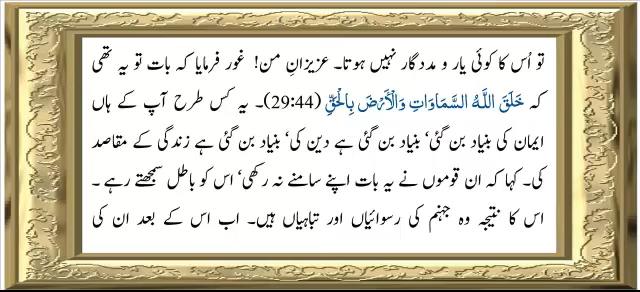 تو اُس کا کوئی یار و مددگار نہیں ہوتا۔ عزیزانِ من! غور فرمایا کہ بات تو یہ تھی
کہ خَلَقَ اللَّهُ السَّمَاوَاتِ وَالْأَرْضَ بِالْحَقِّ (29:44)۔ یہ کس طرح آپ کے ہاں
ایمان کی بنیاد بن گئی‘ بنیاد بن گئی ہے دین کی‘ بنیاد بن گئی ہے زندگی کے مقاصد
کی۔ کہا کہ ان قوموں نے یہ بات اپنے سامنے نہ رکھی‘ اس کو باطل سمجھتے رہے ۔
اس کا نتیجہ وہ جہنم کی رسوائیاں اور تباہیاں ہیں۔ اب اس کے بعد ان کی